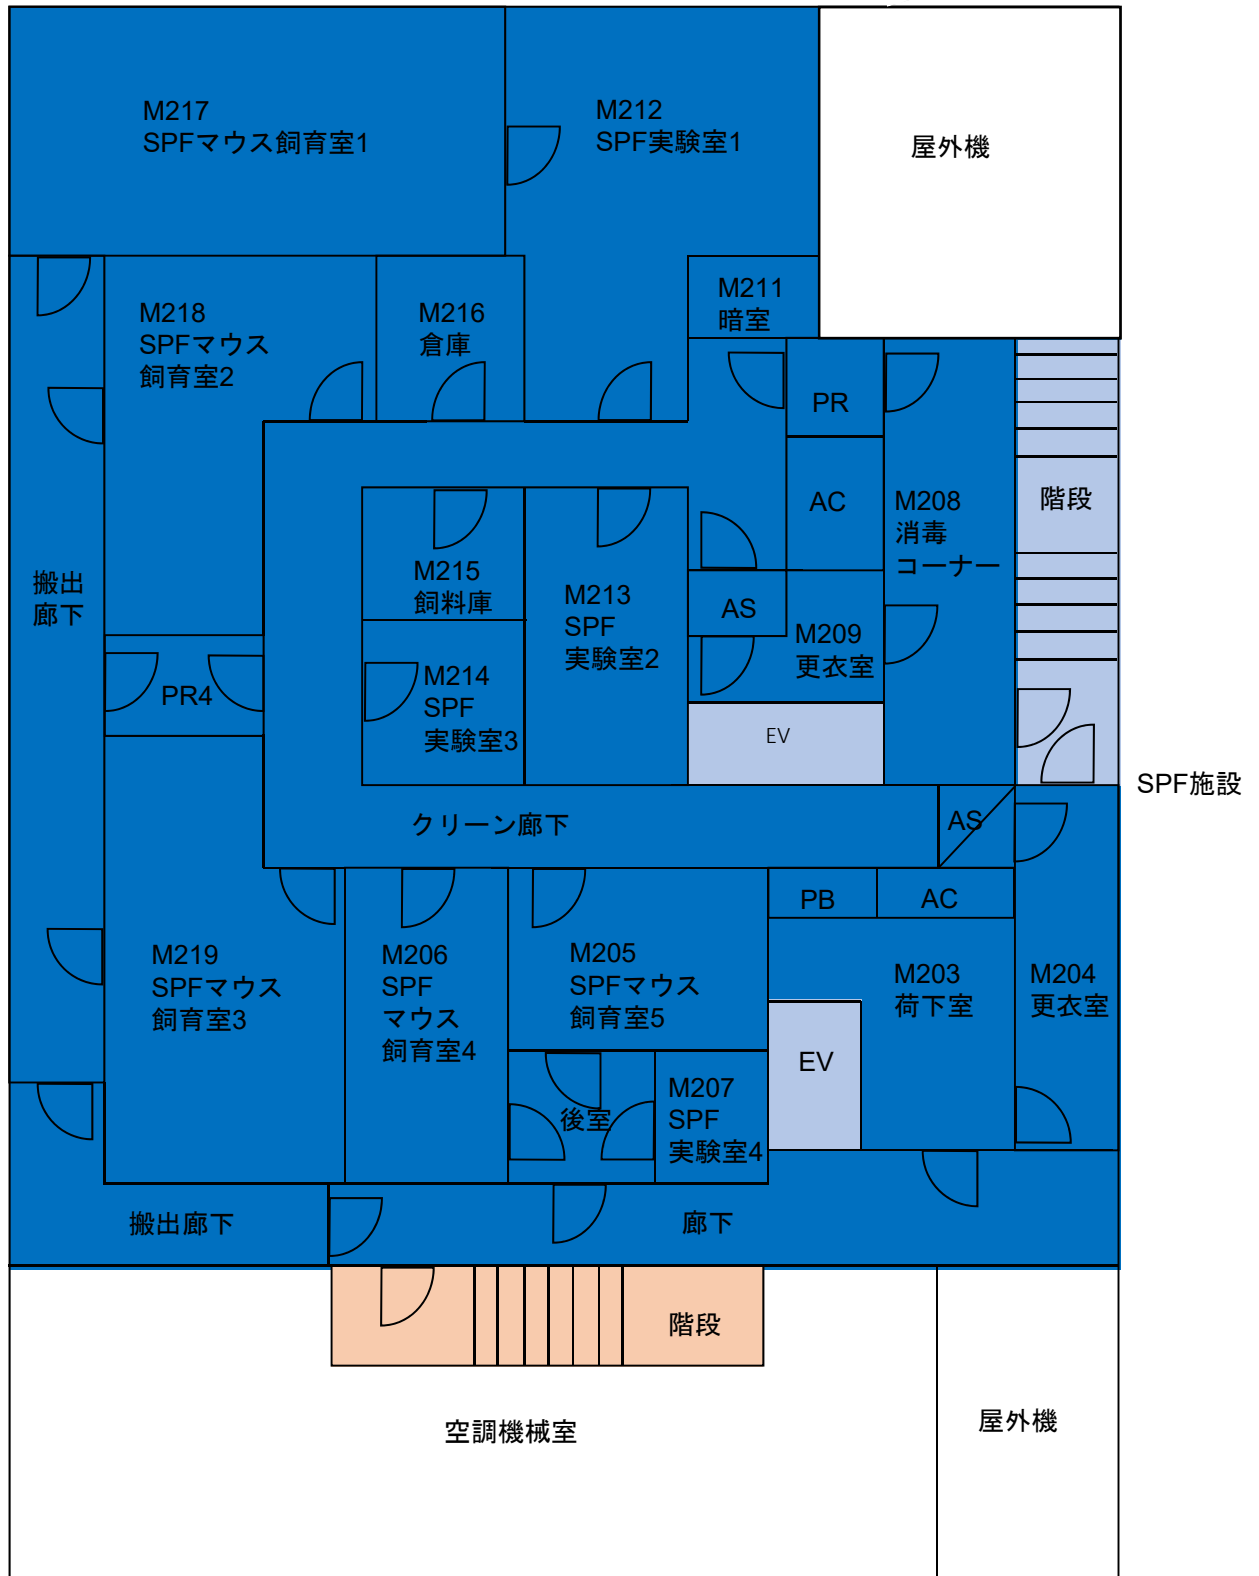 M217
SPFマウス飼育室1
M212
SPF実験室1
屋外機
M218
SPFマウス
飼育室2
M216
倉庫
M211
暗室
PR
AC
M208
消毒
コーナー
階段
搬出
廊下
M215
飼料庫
M213
SPF
実験室2
AS
M209
更衣室
PR4
M214
SPF
実験室3
EV
SPF施設
クリーン廊下
AS
PB
AC
M219
SPFマウス
飼育室3
M206
SPF
マウス
飼育室4
M205
SPFマウス
飼育室5
M203
荷下室
M204
更衣室
EV
後室
M207
SPF
実験室4
搬出廊下
廊下
階段
空調機械室
屋外機